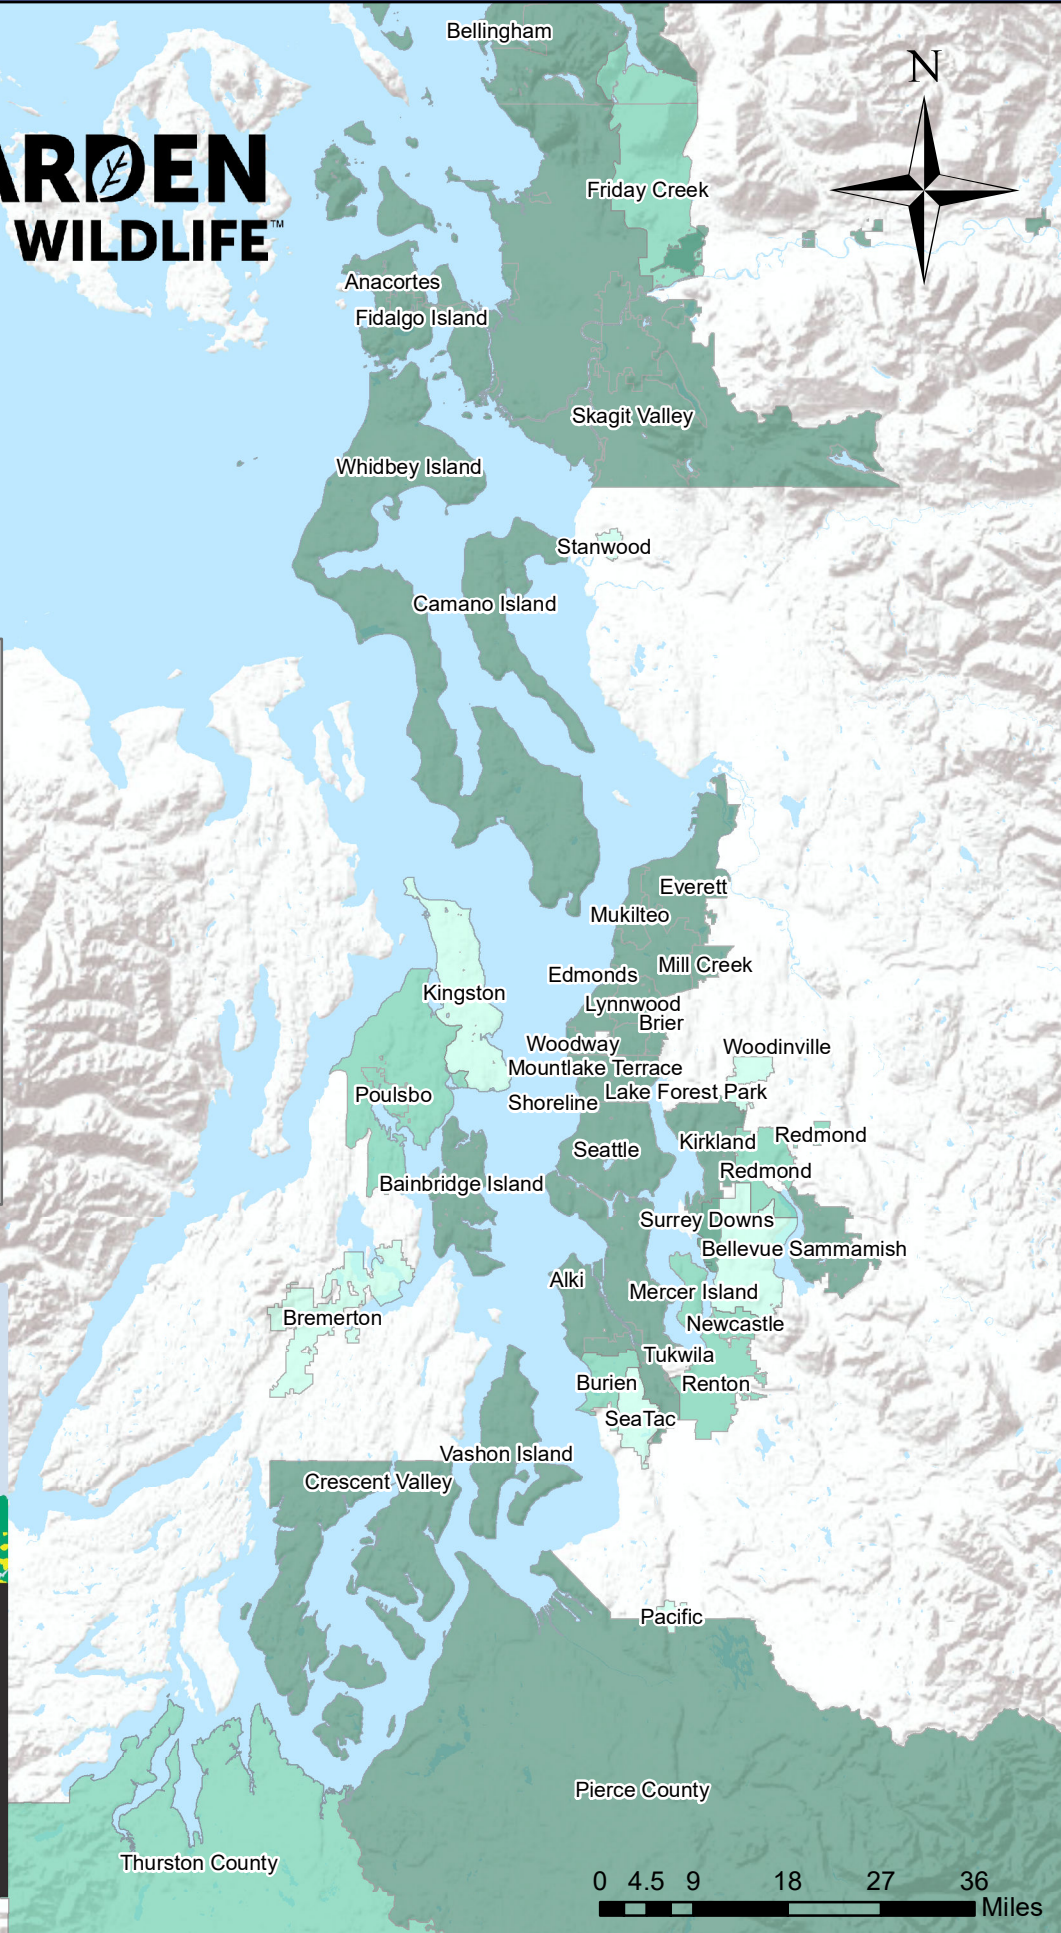 Bellingham
N
ARDEN
WILDLIFE™
Friday Creek
Anacortes
Fidalgo Island
Skagit Valley
Whidbey Island
Stanwood
Camano Island
Everett
Mukilteo
Mill Creek
Edmonds
Kingston
Lynnwood
Brier
Woodway
Woodinville
Mountlake Terrace
Poulsbo
Lake Forest Park
Shoreline
Redmond
Kirkland
Seattle
Redmond
Bainbridge Island
Surrey Downs
Bellevue
Sammamish
Alki
Mercer Island
Bremerton
Newcastle
Tukwila
Burien
Renton
SeaTac
Vashon Island
Crescent Valley
Pacific
Pierce County
Thurston County
0 4.5 9 18 27 36
Miles